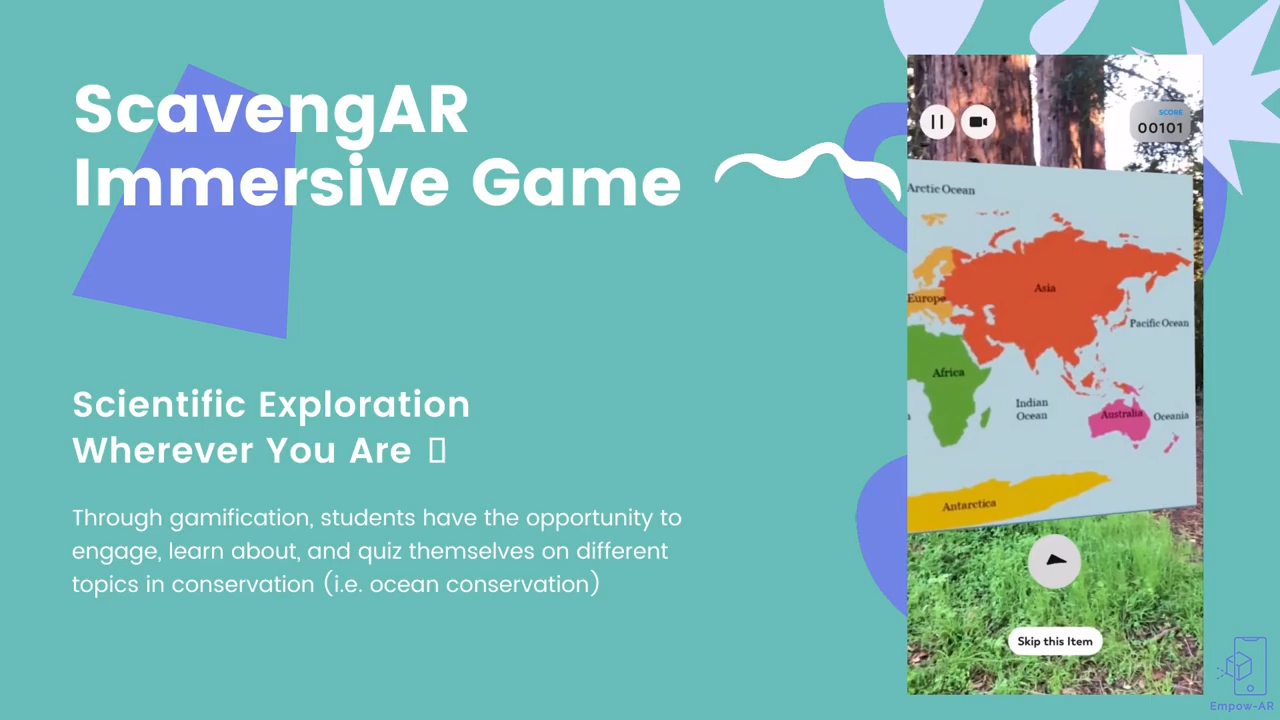 ScavengAR
Immersive Game
Scientific Exploration
Wherever You Are
Through gamification, students have the opportunity to
engage, learn about, and quiz themselves on different
topics in conservation (i.e. ocean conservation)
SCORE
00101
Arctic Ocean
Asia
Europe
Pacific Ocean
Africa
Indian
Ocean
Australia
Oceania
Antarctica
Skip this Item
Empow-AR